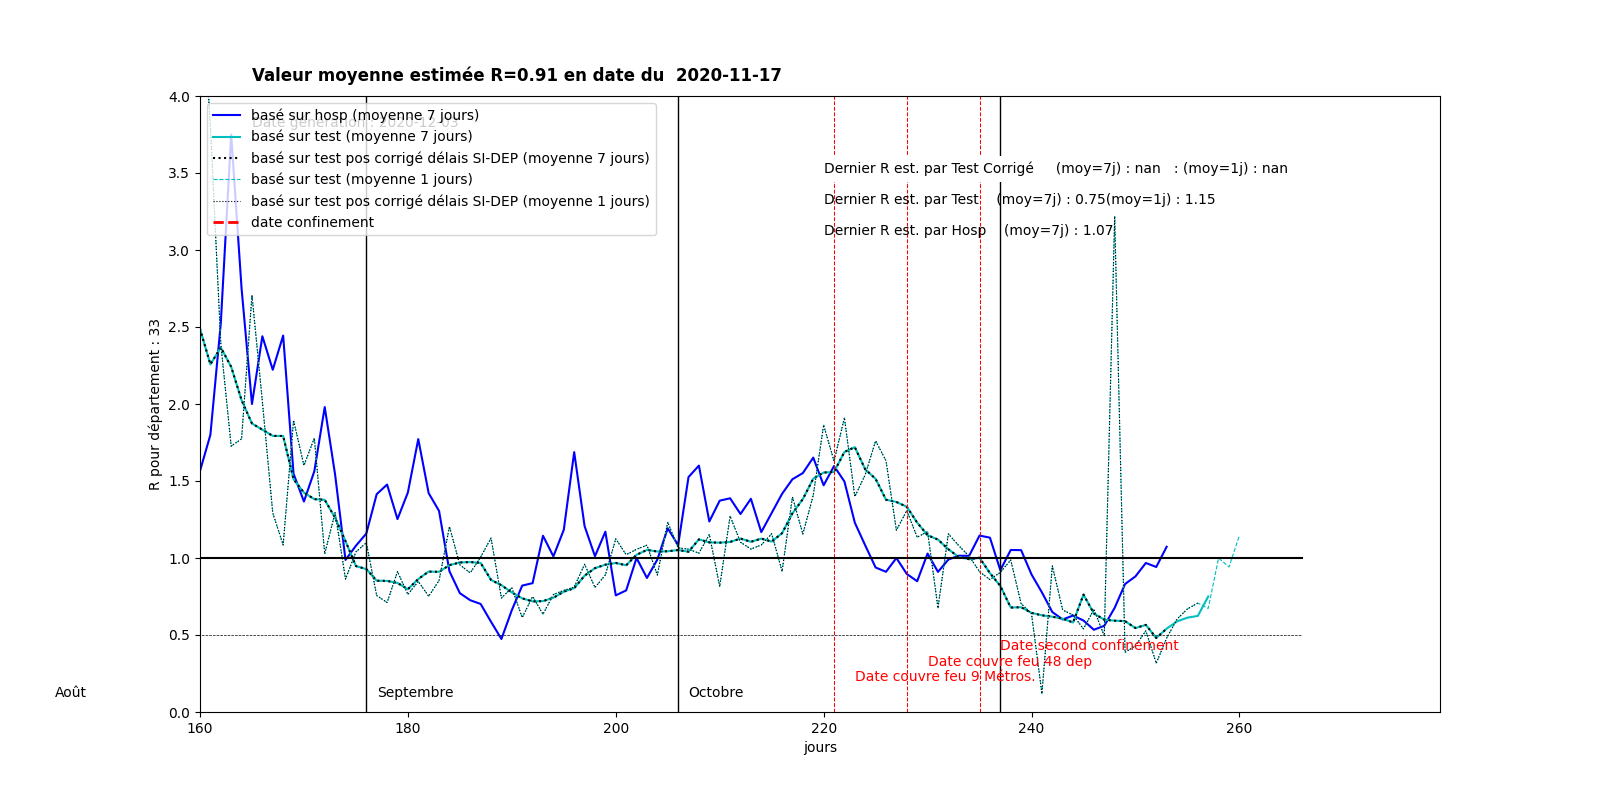 Valeur moyenne estimée R=0.91 en date du  2020-11-17
Date génération : 2020-12-03
basé sur hosp (moyenne 7 jours)
basé sur test (moyenne 7 jours)
basé sur test pos corrigé délais SI-DEP (moyenne 7 jours)
basé sur test (moyenne 1 jours)
basé sur test pos corrigé délais SI-DEP (moyenne 1 jours)
date confinement
Dernier R est. par Test Corrigé (moy=7j) : nan : (moy=1j) : nan
Dernier R est. par Test (moy=7j) : 0.75(moy=1j) : 1.15
Dernier R est. par Hosp (moy=7j) : 1.07
R pour département : 33
4.0
3.5
3.0
2.5
2.0
1.5
1.0
0.5
0.0
Date second confinement
Date couvre feu 48 dep
Date couvre feu 9 Métros.
Août
Septembre
Octobre
160 180 200 220 240 260
jours